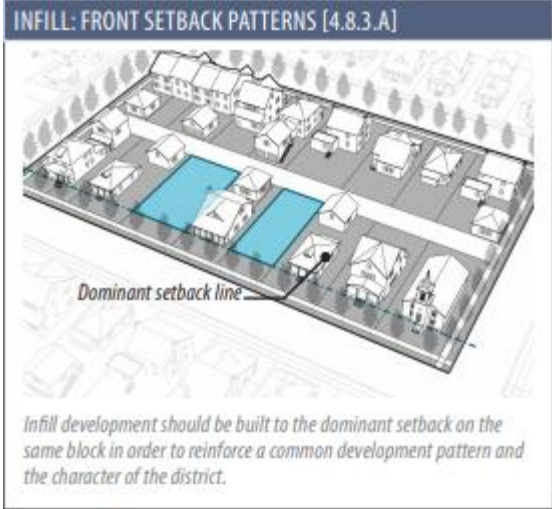 INFILL: FRONT SETBACK PATTERNS [4.8.3.A]
Dominant setback line
Infill development should be built to the dominant setback on the
same block in order to reinforce a common development pattern and
the character of the district.